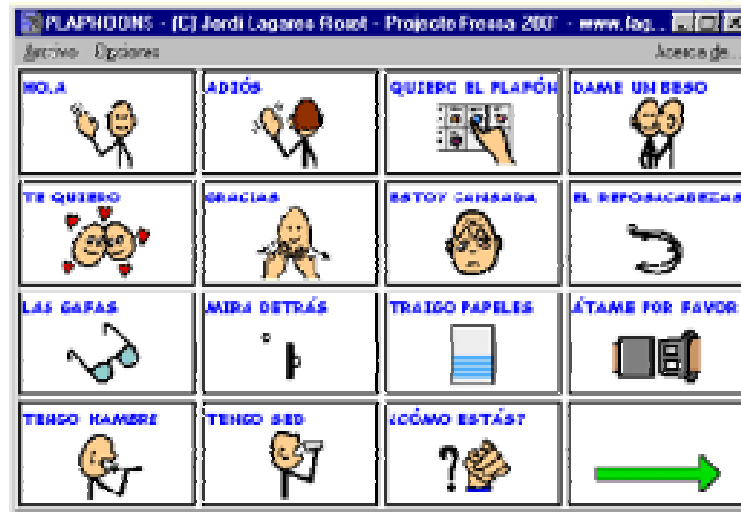 PLAPHOONS - (C) Jordi Lagares Roset - Projecte Fressa 2001 - www.lag...
Archivo Opciones Acerca de...
HOLA ADIÓS QUIERO EL PLAFÓN DAME UN BESO
TE QUIERO GRACIAS ESTOY CANSADA EL REPOSACABEZAS
LAS GAFAS MIRA DETRÁS TRAIGO PAPELES ÁTAME POR FAVOR
TENGO HAMBRE TENGO SED ¿CÓMO ESTÁS?